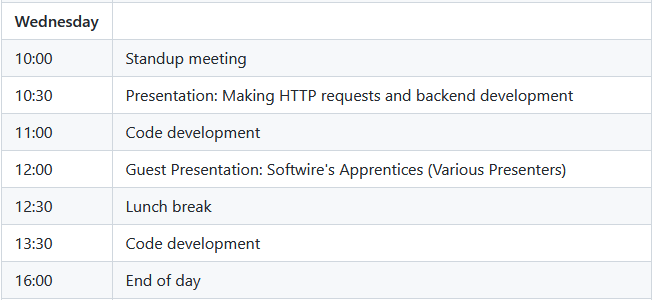 Wednesday
10:00 Standup meeting
10:30 Presentation: Making HTTP requests and backend development
11:00 Code development
12:00 Guest Presentation: Softwire's Apprentices (Various Presenters)
12:30 Lunch break
13:30 Code development
16:00 End of day